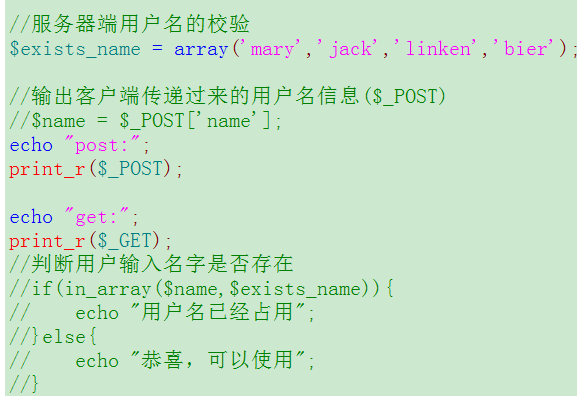 //服务器端用户名的校验
$exists_name = array('mary','jack','linken','bier');
//输出客户端传递过来的用户名信息($_POST)
//$name = $_POST['name'];
echo "post:";
print_r($_POST);
echo "get:";
print_r($_GET);
//判断用户输入名字是否存在
//if(in_array($name,$exists_name)){
//    echo "用户名已经占用";
//}else{
//    echo "恭喜，可以使用";
//}